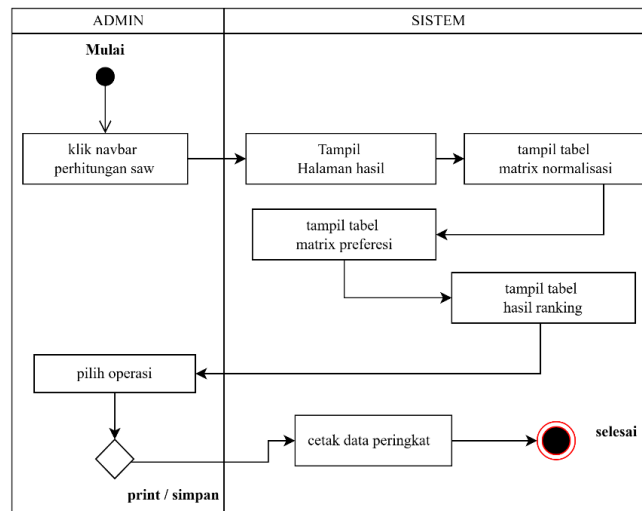 ADMIN
SISTEM
Mulai
klik navbar
perhitungan saw
Tampil
Halaman hasil
tampil tabel
matrix normalisasi
tampil tabel
matrix preferesi
tampil tabel
hasil ranking
pilih operasi
cetak data peringkat
selesai
print / simpan